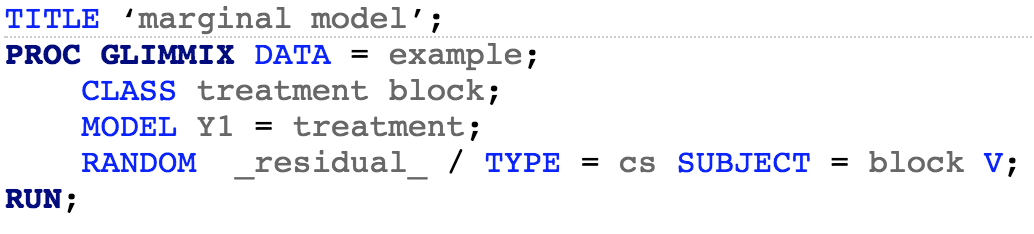 TITLE ‘marginal model’;
PROC GLIMMIX DATA = example;
CLASS treatment block;
MODEL Y1 = treatment;
RANDOM _residual_ / TYPE = cs SUBJECT = block V;
RUN;